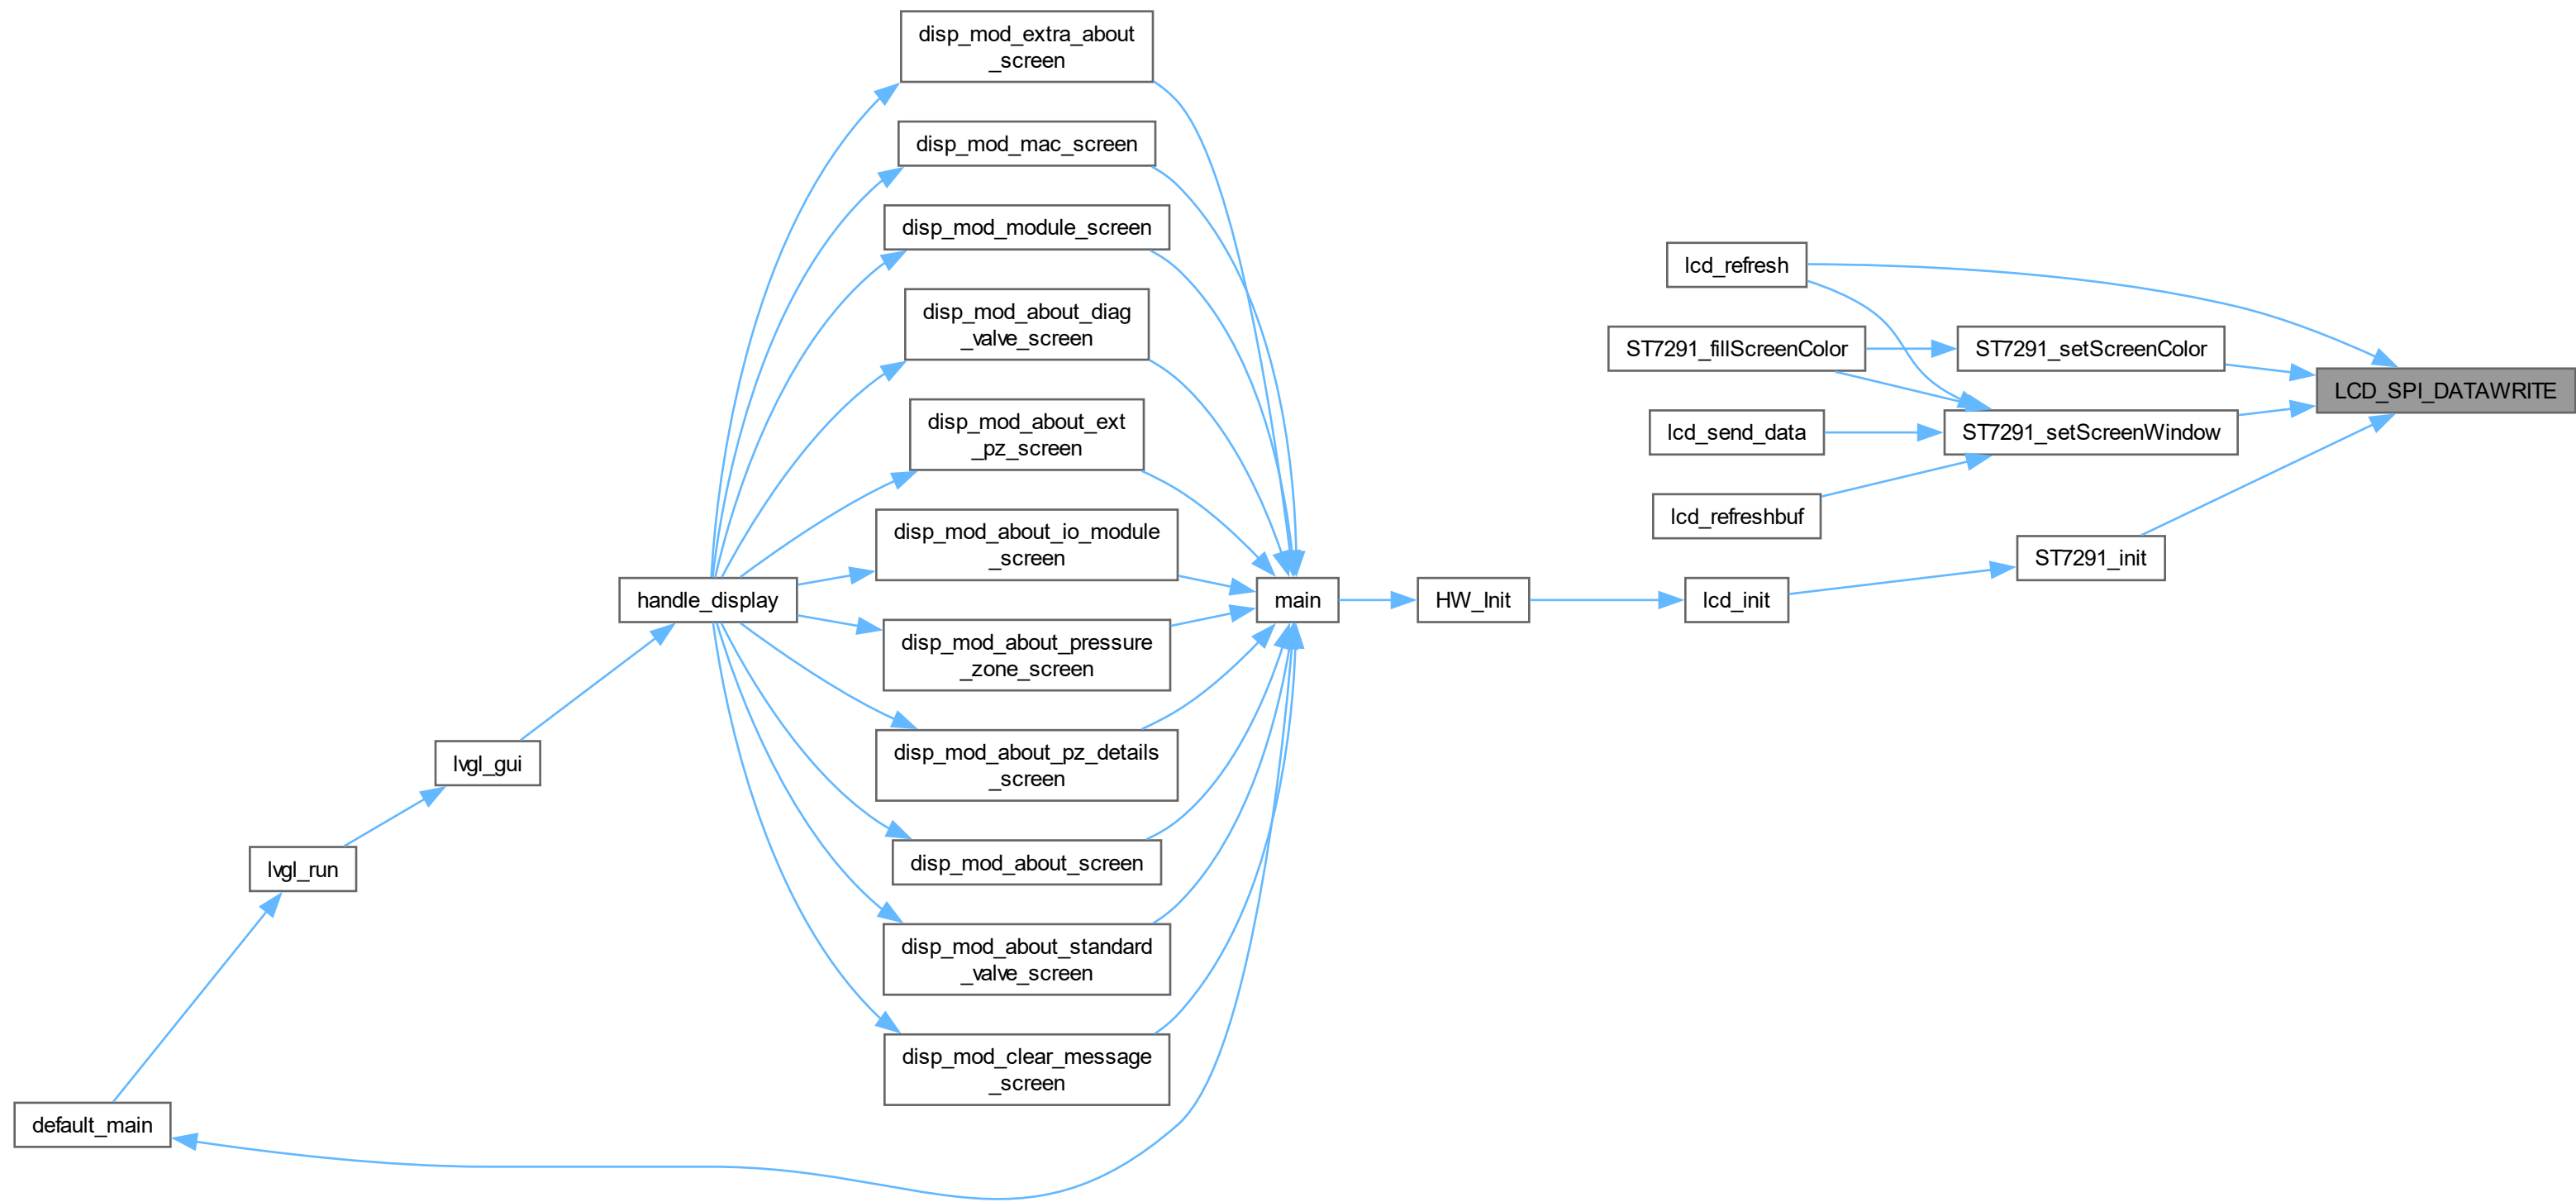 disp_mod_extra_about
_screen
disp_mod_mac_screen
disp_mod_module_screen
disp_mod_about_diag
_valve_screen
disp_mod_about_ext
_pz_screen
disp_mod_about_io_module
_screen
handle_display
disp_mod_about_pressure
_zone_screen
disp_mod_about_pz_details
_screen
disp_mod_about_screen
disp_mod_about_standard
_valve_screen
disp_mod_clear_message
_screen
lvgl_gui
lvgl_run
default_main
main
HW_Init
lcd_init
lcd_refresh
ST7291_fillScreenColor
lcd_send_data
lcd_refreshbuf
ST7291_setScreenColor
ST7291_setScreenWindow
ST7291_init
LCD_SPI_DATAWRITE